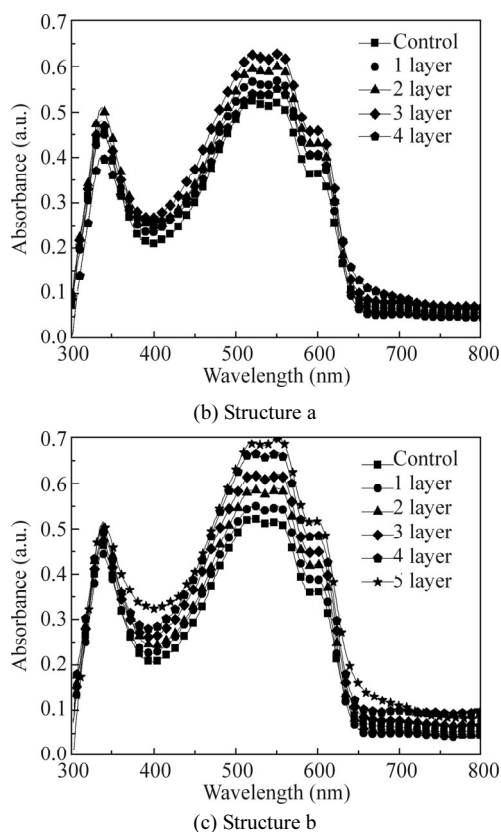 0.7
0.6
0.5
0.4
0.3
0.2
0.1
0.0
Absorbance (a.u.)
Control
1 layer
2 layer
3 layer
4 layer
300 400 500 600 700 800
Wavelength (nm)
(b) Structure a
0.7
0.6
0.5
0.4
0.3
0.2
0.1
0.0
Absorbance (a.u.)
Control
1 layer
2 layer
3 layer
4 layer
5 layer
300 400 500 600 700 800
Wavelength (nm)
(c) Structure b